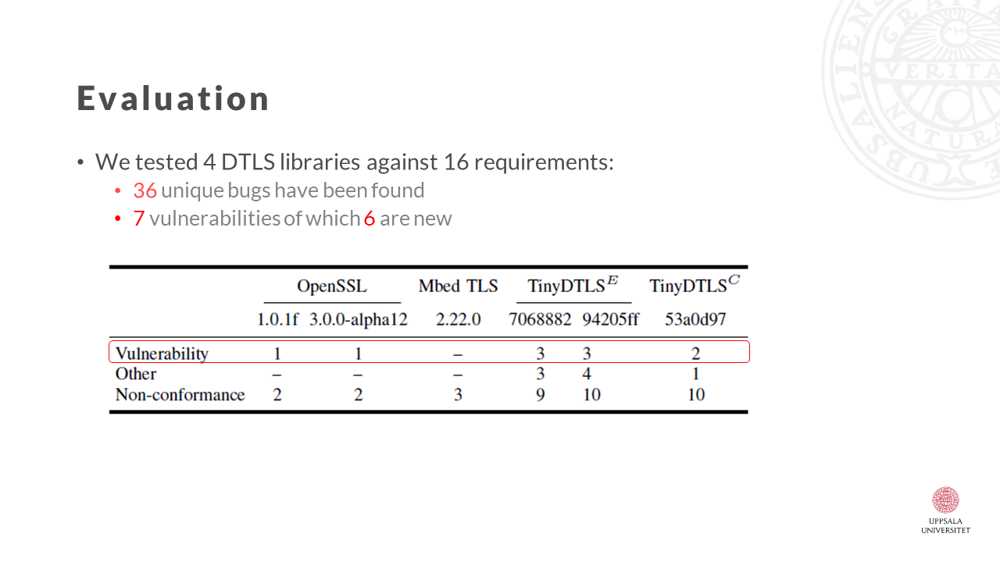 Evaluation
• We tested 4 DTLS libraries against 16 requirements:
• 36 unique bugs have been found
• 7 vulnerabilities of which 6 are new
OpenSSL Mbed TLS TinyDTLS^E TinyDTLS^C
1.0.1f 3.0.0-alpha12 2.22.0 7068882 94205ff 53a0d97
Vulnerability 1 1 – 3 3 2
Other – – – 3 4 1
Non-conformance 2 2 3 9 10 10
UPPSALA
UNIVERSITET